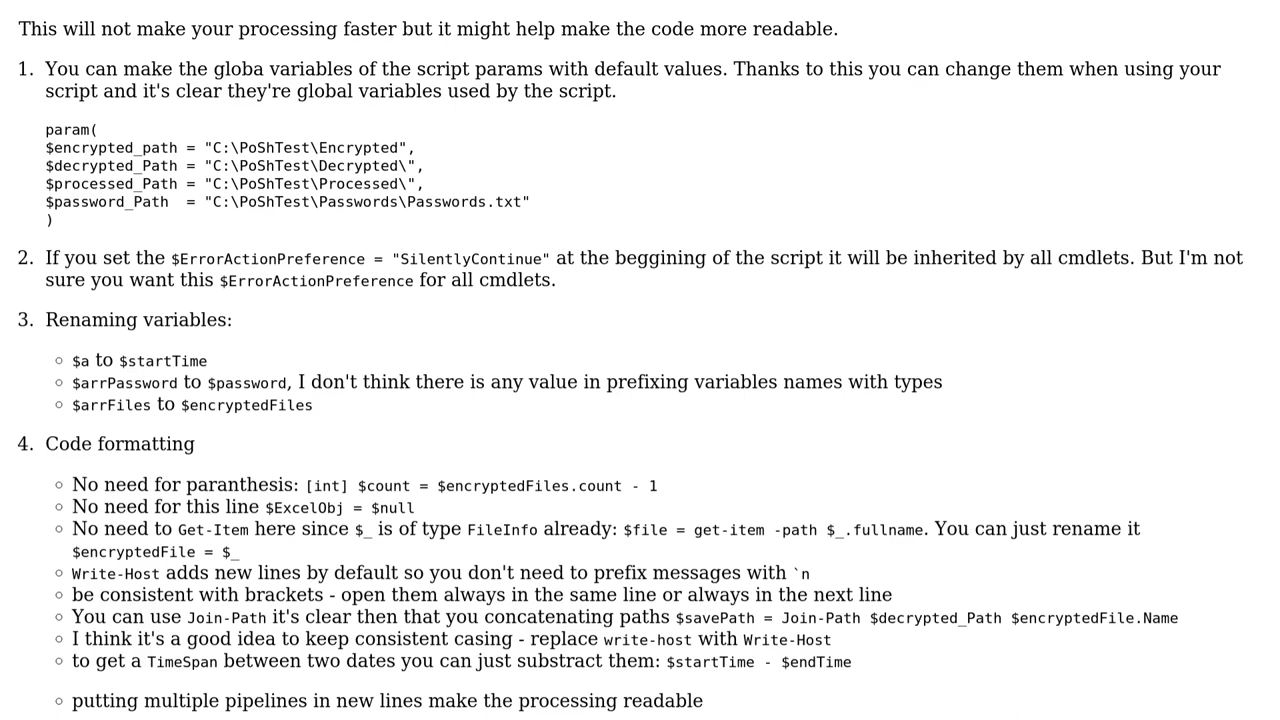 This will not make your processing faster but it might help make the code more readable.
1. You can make the globa variables of the script params with default values. Thanks to this you can change them when using your
script and it's clear they're global variables used by the script.
param(
$encrypted_path = "C:\PoShTest\Encrypted",
$decrypted_Path = "C:\PoShTest\Decrypted\",
$processed_Path = "C:\PoShTest\Processed\",
$password_Path  = "C:\PoShTest\Passwords\Passwords.txt"
)
2. If you set the $ErrorActionPreference = "SilentlyContinue" at the beggining of the script it will be inherited by all cmdlets. But I'm not
sure you want this $ErrorActionPreference for all cmdlets.
3. Renaming variables:
◦ $a to $startTime
◦ $arrPassword to $password, I don't think there is any value in prefixing variables names with types
◦ $arrFiles to $encryptedFiles
4. Code formatting
◦ No need for paranthesis: [int] $count = $encryptedFiles.count - 1
◦ No need for this line $ExcelObj = $null
◦ No need to Get-Item here since $_ is of type FileInfo already: $file = get-item -path $_.fullname. You can just rename it
$encryptedFile = $_
◦ Write-Host adds new lines by default so you don't need to prefix messages with `n
◦ be consistent with brackets - open them always in the same line or always in the next line
◦ You can use Join-Path it's clear then that you concatenating paths $savePath = Join-Path $decrypted_Path $encryptedFile.Name
◦ I think it's a good idea to keep consistent casing - replace write-host with Write-Host
◦ to get a TimeSpan between two dates you can just substract them: $startTime - $endTime
◦ putting multiple pipelines in new lines make the processing readable